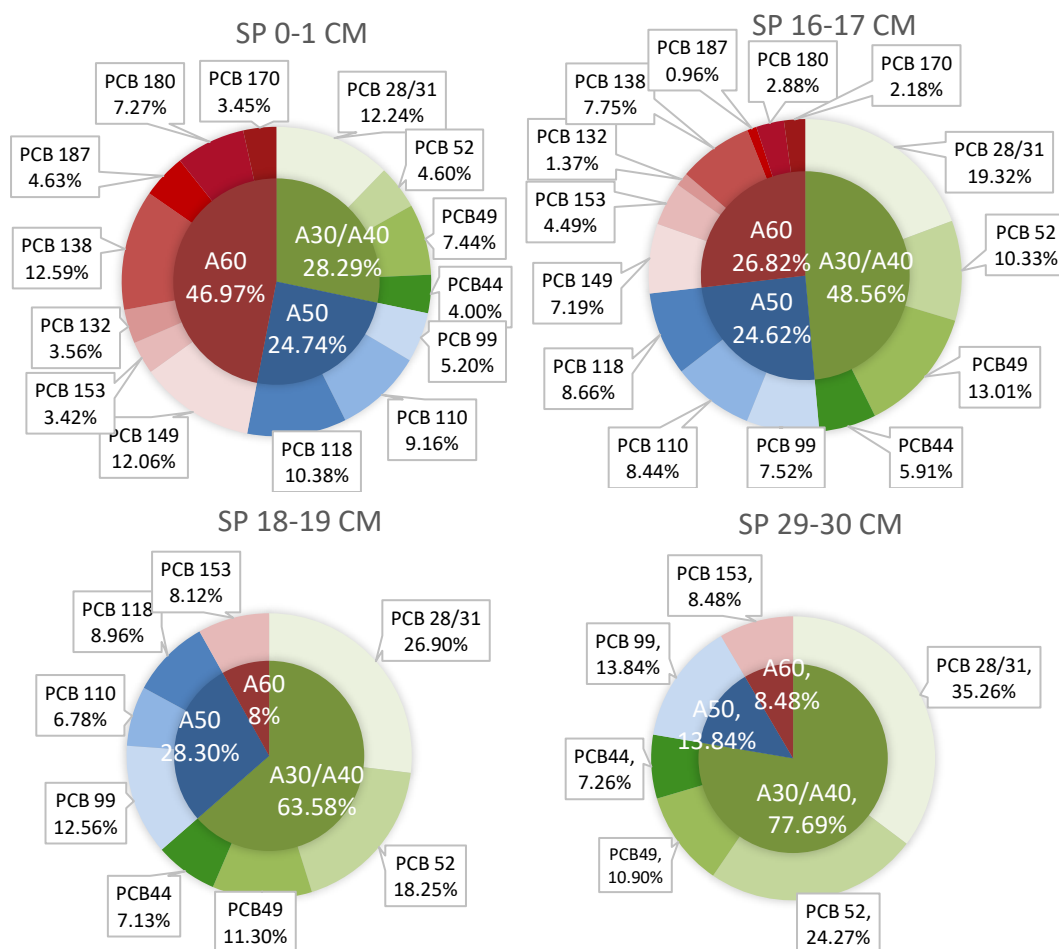 SP 0-1 CM
PCB 180
7.27%
PCB 170
3.45%
PCB 28/31
12.24%
PCB 52
4.60%
PCB49
7.44%
PCB44
4.00%
PCB 99
5.20%
PCB 110
9.16%
PCB 118
10.38%
PCB 149
12.06%
PCB 153
3.42%
PCB 132
3.56%
PCB 138
12.59%
PCB 187
4.63%
A60
46.97%
A30/A40
28.29%
A50
24.74%
SP 16-17 CM
PCB 187
0.96%
PCB 180
2.88%
PCB 170
2.18%
PCB 138
7.75%
PCB 132
1.37%
PCB 153
4.49%
PCB 149
7.19%
PCB 118
8.66%
PCB 110
8.44%
PCB 99
7.52%
PCB44
5.91%
PCB49
13.01%
PCB 52
10.33%
PCB 28/31
19.32%
A60
26.82%
A30/A40
48.56%
A50
24.62%
SP 18-19 CM
PCB 153
8.12%
PCB 118
8.96%
PCB 110
6.78%
PCB 99
12.56%
PCB44
7.13%
PCB49
11.30%
PCB 52
18.25%
PCB 28/31
26.90%
A60
8%
A50
28.30%
A30/A40
63.58%
SP 29-30 CM
PCB 153,
8.48%
PCB 99,
13.84%
PCB44,
7.26%
PCB49,
10.90%
PCB 52,
24.27%
PCB 28/31,
35.26%
A60,
8.48%
A50,
13.84%
A30/A40,
77.69%